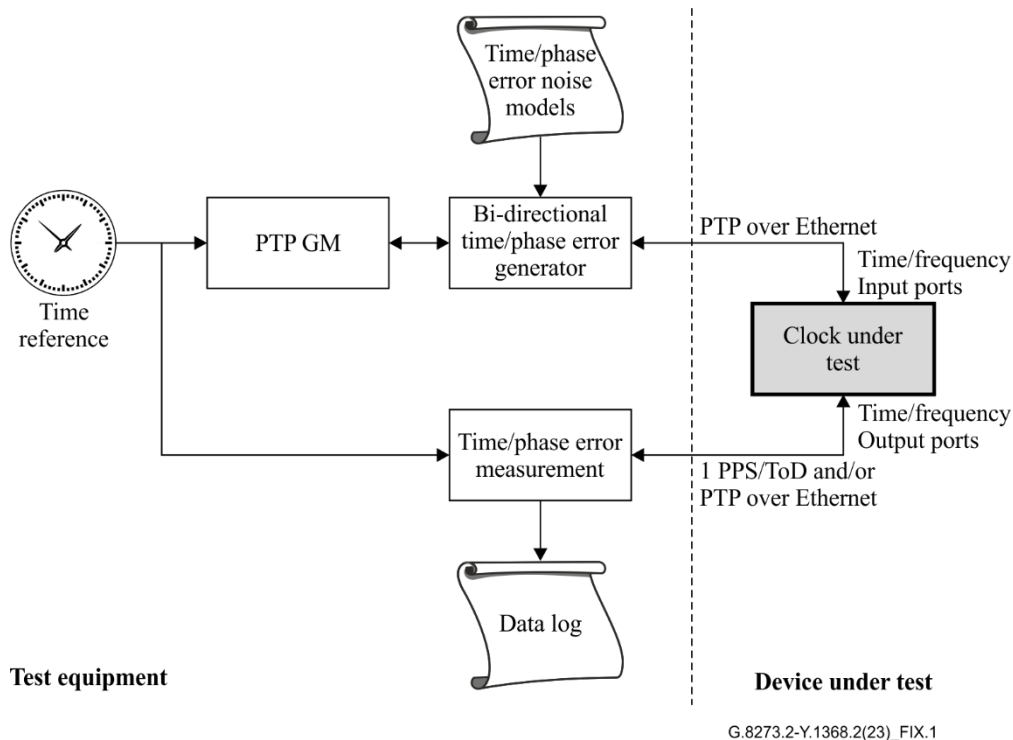 Time/phase
error noise
models
Time
reference
PTP GM
Bi-directional
time/phase error
generator
PTP over Ethernet
Time/frequency
Input ports
Clock under
test
Time/frequency
Output ports
Time/phase error
measurement
1 PPS/ToD and/or
PTP over Ethernet
Data log
Test equipment
Device under test
G.8273.2-Y.1368.2(23)_FIX.1